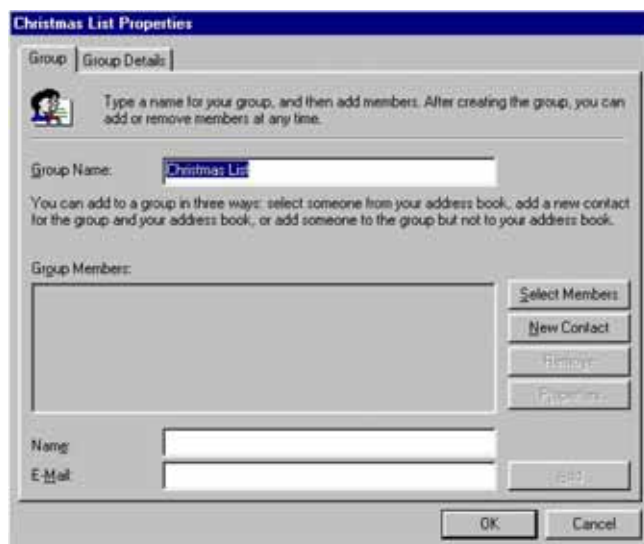 Christmas List Properties
Group Group Details
Type a name for your group, and then add members. After creating the group, you can
add or remove members at any time.
Group Name: Christmas List
You can add to a group in three ways: select someone from your address book, add a new contact
for the group and your address book, or add someone to the group but not to your address book.
Group Members:
Select Members
New Contact
Remove
Properties
Name:
E-Mail:
Add
OK Cancel